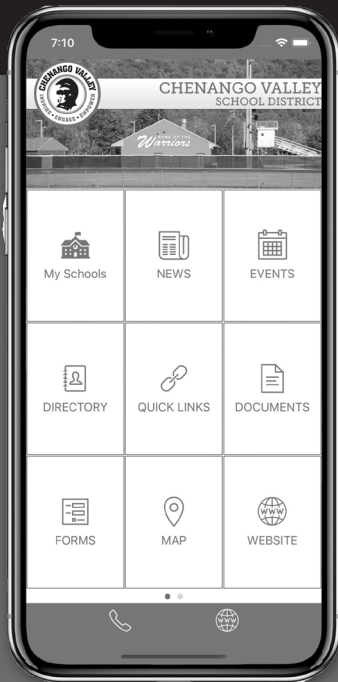 7:10
CHENANGO VALLEY
INSPIRE • ENGAGE • EMPOWER
CHENANGO VALLEY
SCHOOL DISTRICT
HOME OF THE
Warriors
My Schools
NEWS
EVENTS
DIRECTORY
QUICK LINKS
DOCUMENTS
FORMS
MAP
WWW
WEBSITE
WWW